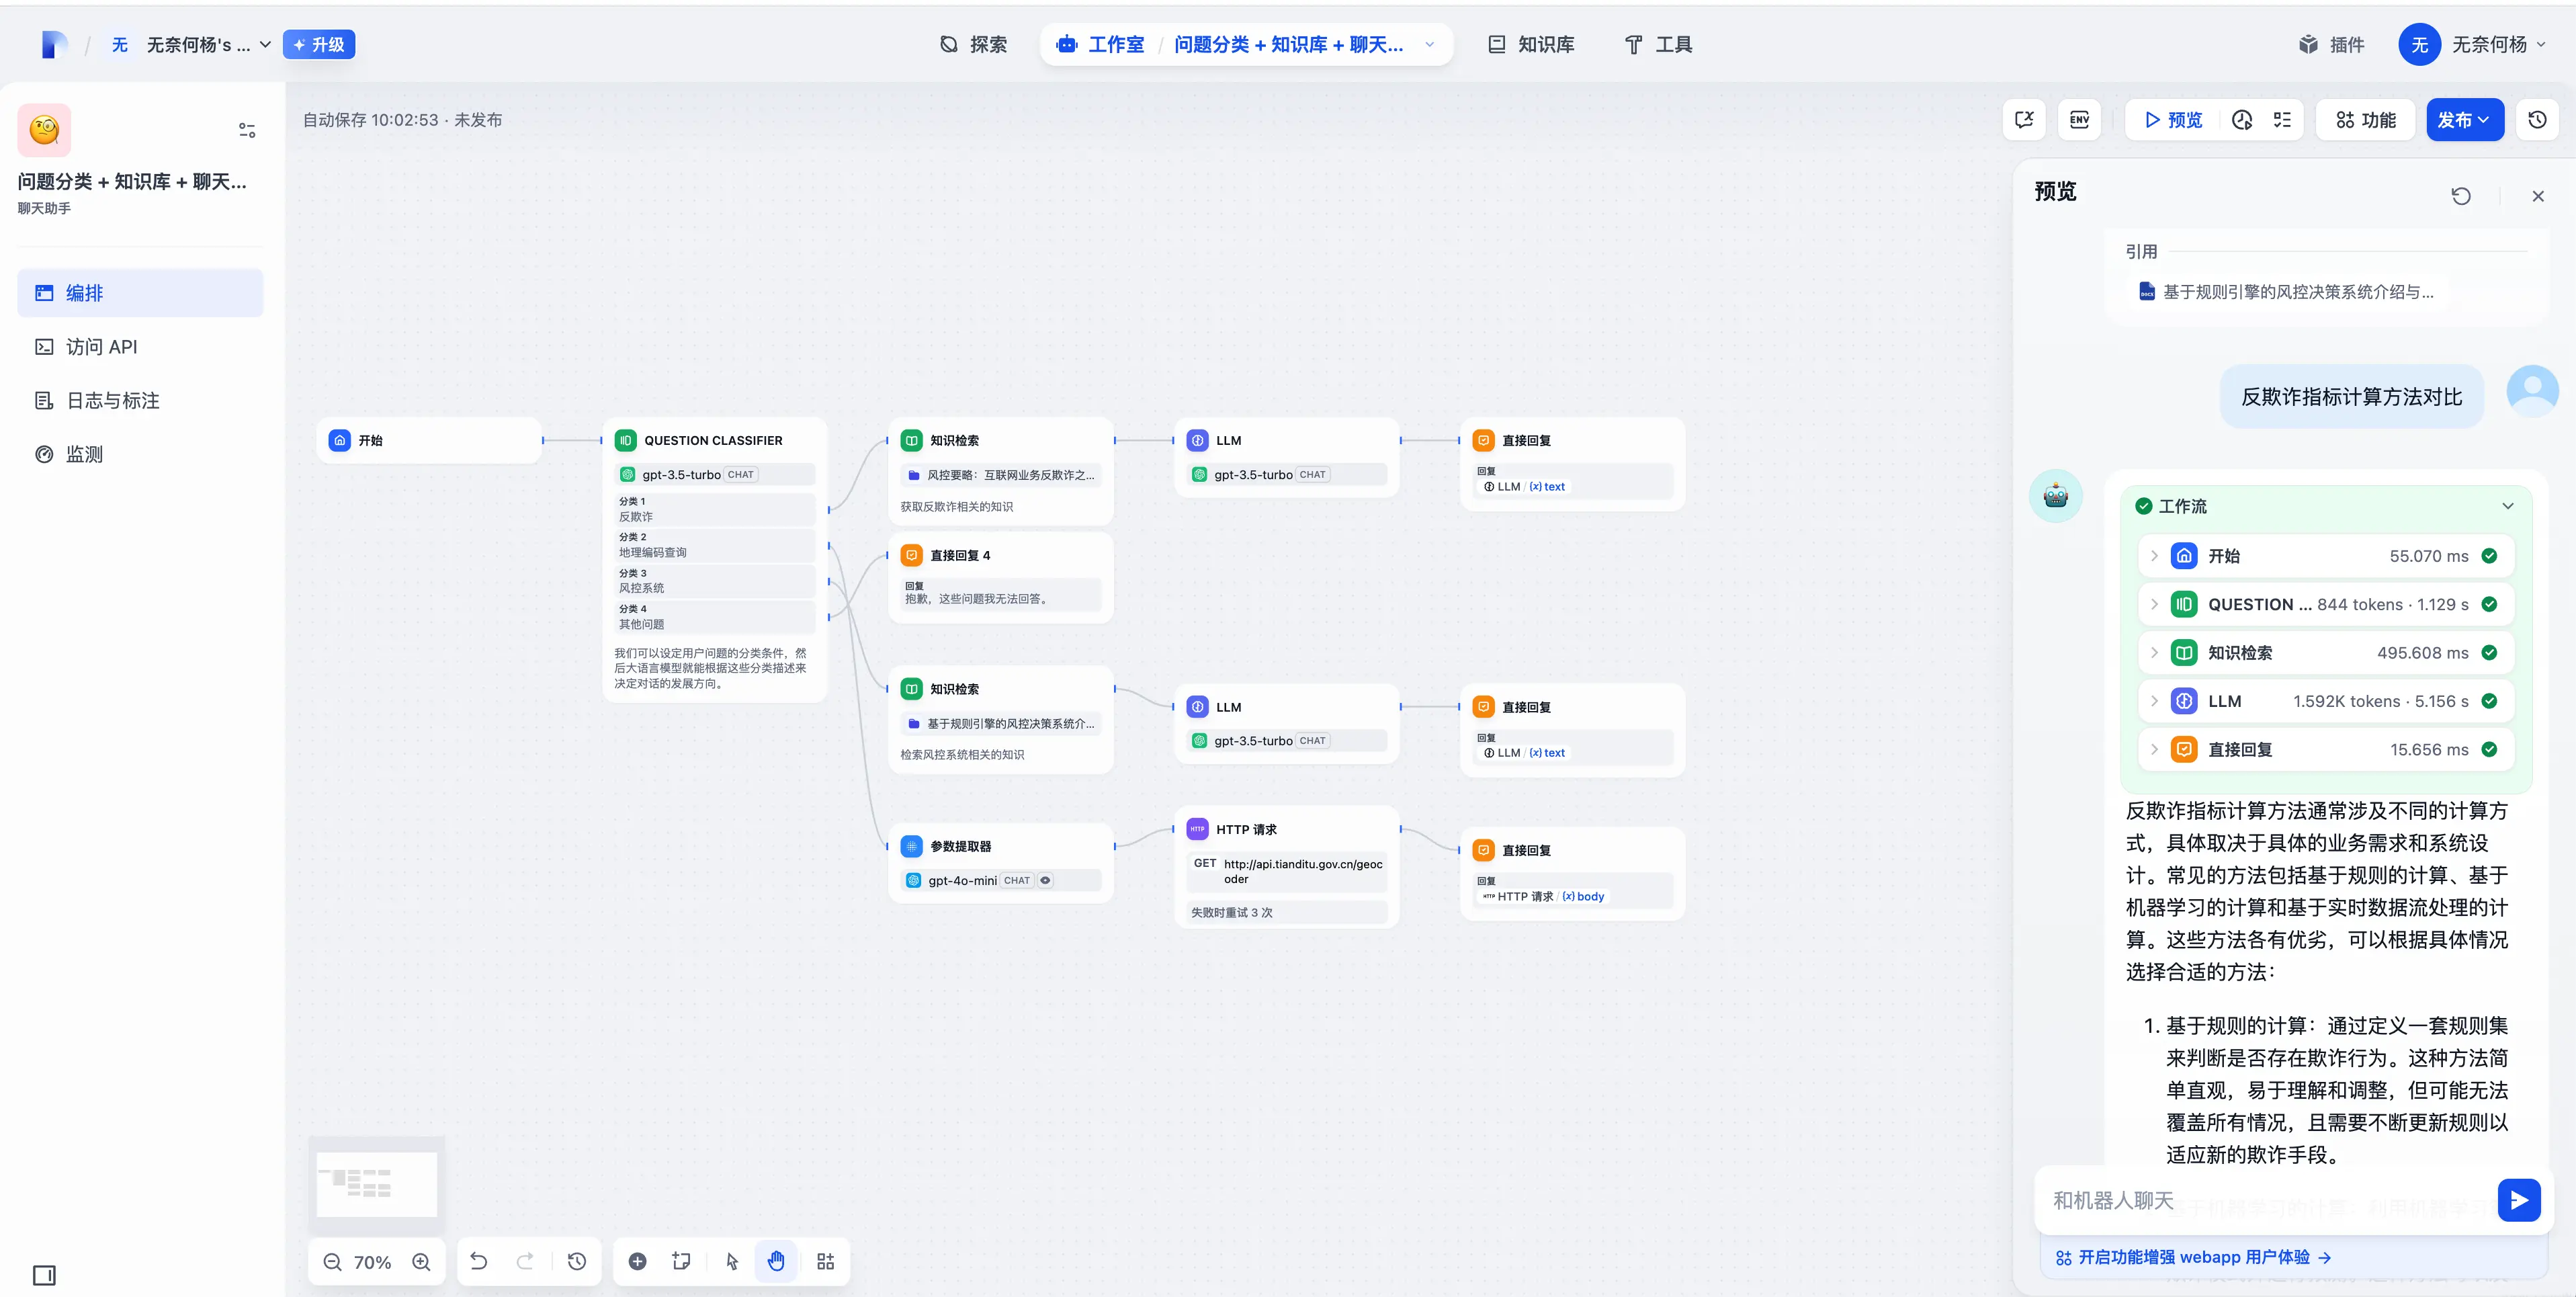 无 无奈何杨's ... 升级
探索
工作室 / 问题分类 + 知识库 + 聊天...
知识库
工具
插件
无 无奈何杨
问题分类 + 知识库 + 聊天...
聊天助手
编排
访问 API
日志与标注
监测
自动保存 10:02:53 · 未发布
ENV
预览
功能
发布
开始
QUESTION CLASSIFIER
gpt-3.5-turbo CHAT
分类 1
反欺诈
分类 2
地理编码查询
分类 3
风控系统
分类 4
其他问题
我们可以设定用户问题的分类条件，然
后大语言模型就能根据这些分类描述来
决定对话的发展方向。
知识检索
风控要略：互联网业务反欺诈之...
获取反欺诈相关的知识
LLM
gpt-3.5-turbo CHAT
直接回复
回复
LLM / (x) text
直接回复 4
回复
抱歉，这些问题我无法回答。
知识检索
基于规则引擎的风控决策系统介...
检索风控系统相关的知识
LLM
gpt-3.5-turbo CHAT
直接回复
回复
LLM / (x) text
参数提取器
gpt-4o-mini CHAT
HTTP HTTP 请求
GET http://api.tianditu.gov.cn/geoc
oder
失败时重试 3 次
直接回复
回复
HTTP HTTP 请求 / (x) body
70%
预览
引用
DOCX 基于规则引擎的风控决策系统介绍与...
反欺诈指标计算方法对比
工作流
开始 55.070 ms
QUESTION ... 844 tokens · 1.129 s
知识检索 495.608 ms
LLM 1.592K tokens · 5.156 s
直接回复 15.656 ms
反欺诈指标计算方法通常涉及不同的计算方
式，具体取决于具体的业务需求和系统设
计。常见的方法包括基于规则的计算、基于
机器学习的计算和基于实时数据流处理的计
算。这些方法各有优劣，可以根据具体情况
选择合适的方法：
1. 基于规则的计算：通过定义一套规则集
来判断是否存在欺诈行为。这种方法简
单直观，易于理解和调整，但可能无法
覆盖所有情况，且需要不断更新规则以
适应新的欺诈手段。
和机器人聊天
开启功能增强 webapp 用户体验 →